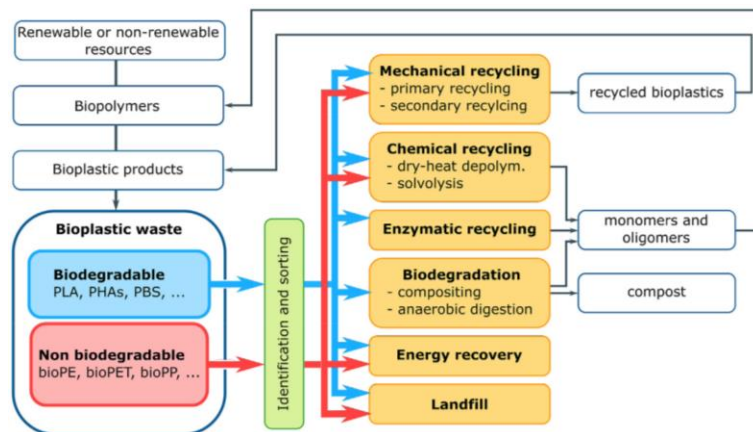 Renewable or non-renewable
resources
Biopolymers
Bioplastic products
Bioplastic waste
Biodegradable
PLA, PHAs, PBS, ...
Non biodegradable
bioPE, bioPET, bioPP, ...
Identification and sorting
Mechanical recycling
- primary recycling
- secondary recylcing
Chemical recycling
- dry-heat depolym.
- solvolysis
Enzymatic recycling
Biodegradation
- compositing
- anaerobic digestion
Energy recovery
Landfill
recycled bioplastics
monomers and
oligomers
compost